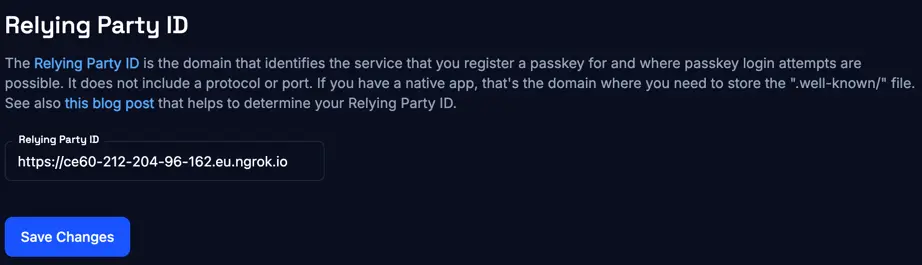 Relying Party ID
The Relying Party ID is the domain that identifies the service that you register a passkey for and where passkey login attempts are
possible. It does not include a protocol or port. If you have a native app, that's the domain where you need to store the ".well-known/" file.
See also this blog post that helps to determine your Relying Party ID.
Relying Party ID
https://ce60-212-204-96-162.eu.ngrok.io
Save Changes